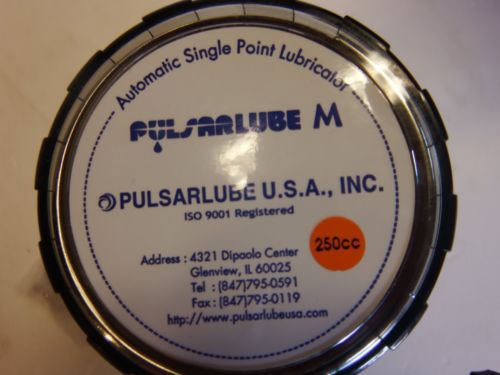 Automatic Single Point Lubricator
PULSARLUBE M
PULSARLUBE U.S.A., INC.
ISO 9001 Registered
250cc
Address : 4321 Dipaolo Center
Glenview, IL 60025
Tel : (847)795-0591
Fax : (847)795-0119
http://www.pulsarlubeusa.com